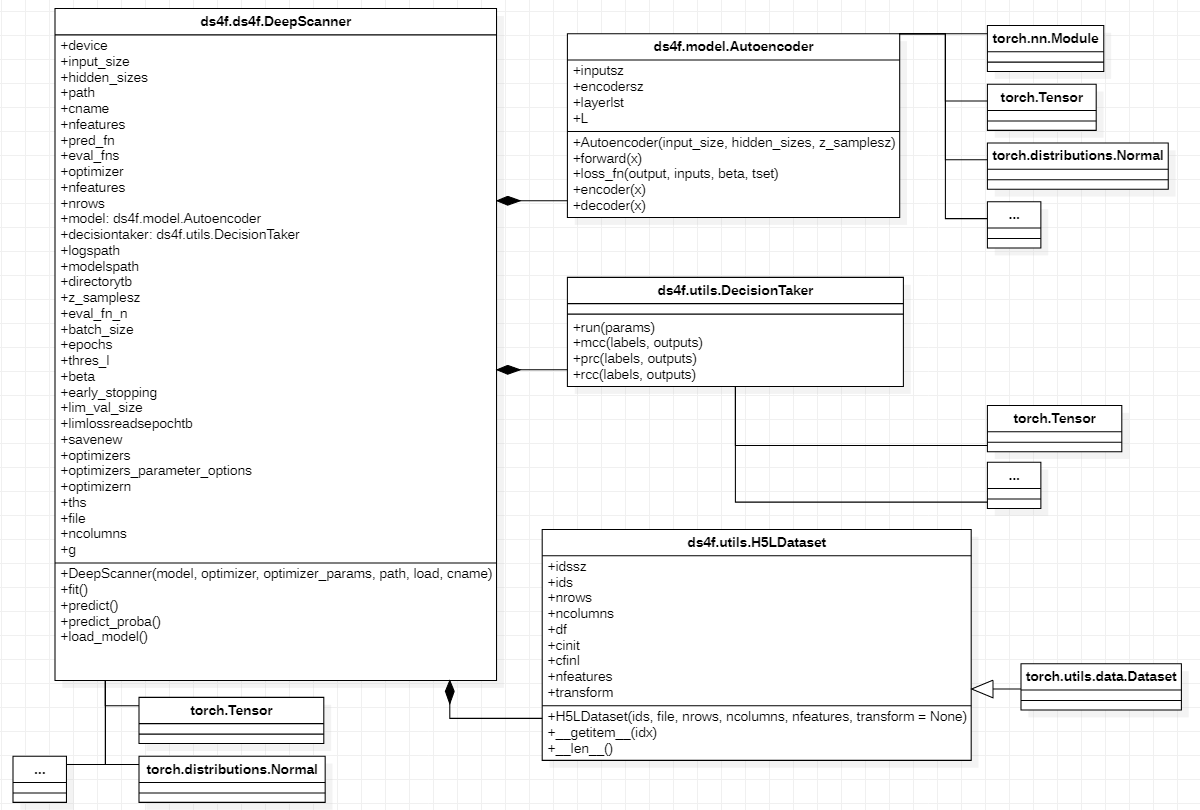 ds4f.ds4f.DeepScanner
+device
+input_size
+hidden_sizes
+path
+cname
+nfeatures
+pred_fn
+eval_fns
+optimizer
+nfeatures
+nrows
+model: ds4f.model.Autoencoder
+decisiontaker: ds4f.utils.DecisionTaker
+logspath
+modelspath
+directorytb
+z_samplesz
+eval_fn_n
+batch_size
+epochs
+thres_l
+beta
+early_stopping
+lim_val_size
+limlossreadsepochtb
+savenew
+optimizers
+optimizers_parameter_options
+optimizern
+ths
+file
+ncolumns
+g
+DeepScanner(model, optimizer, optimizer_params, path, load, cname)
+fit()
+predict()
+predict_proba()
+load_model()
ds4f.model.Autoencoder
+inputsz
+encodersz
+layerlst
+L
+Autoencoder(input_size, hidden_sizes, z_samplesz)
+forward(x)
+loss_fn(output, inputs, beta, tset)
+encoder(x)
+decoder(x)
torch.nn.Module
torch.Tensor
torch.distributions.Normal
...
ds4f.utils.DecisionTaker
+run(params)
+mcc(labels, outputs)
+prc(labels, outputs)
+rcc(labels, outputs)
torch.Tensor
...
ds4f.utils.H5LDataset
+idssz
+ids
+nrows
+ncolumns
+df
+cinit
+cfinl
+nfeatures
+transform
+H5LDataset(ids, file, nrows, ncolumns, nfeatures, transform = None)
+__getitem__(idx)
+__len__()
torch.utils.data.Dataset
torch.Tensor
...
torch.distributions.Normal